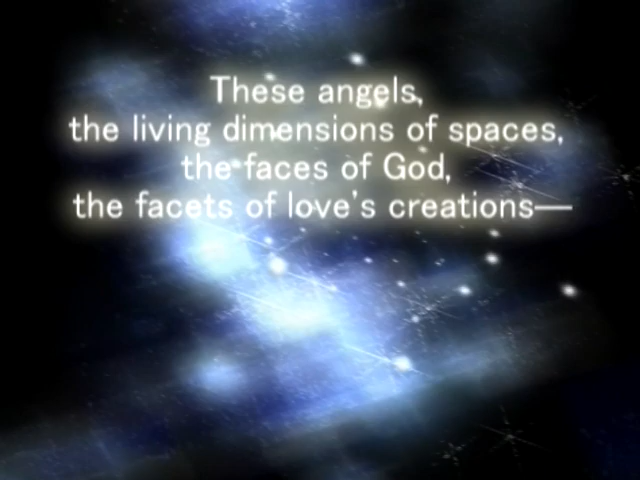 These angels,
the living dimensions of spaces,
the faces of God,
the facets of love's creations—